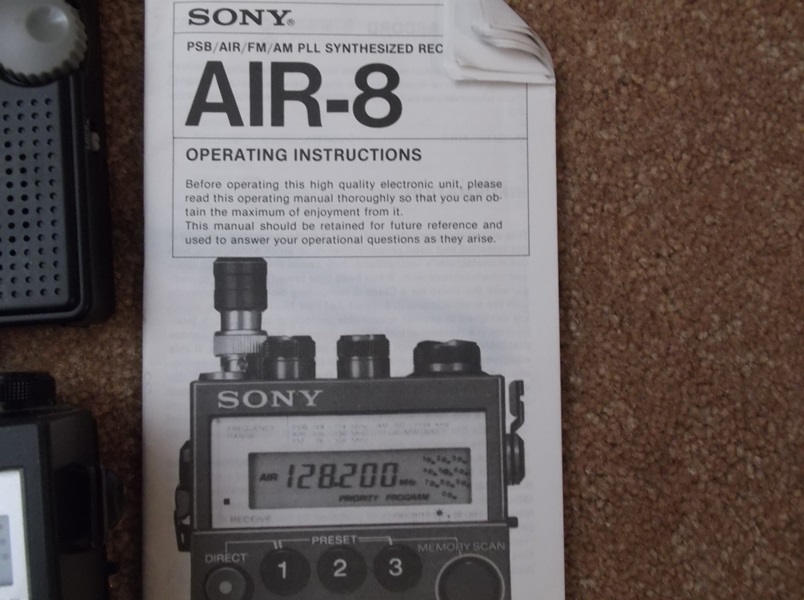 SONY®
PSB/AIR/FM/AM PLL SYNTHESIZED REC
AIR-8
OPERATING INSTRUCTIONS
Before operating this high quality electronic unit, please
read this operating manual thoroughly so that you can ob-
tain the maximum of enjoyment from it.
This manual should be retained for future reference and
used to answer your operational questions as they arise.
SONY
FREQUENCY
RANGE
AIR 128.200 MHz
PRIORITY PROGRAM
RECEIVE
PRESET
DIRECT
MEMORY SCAN
1 2 3